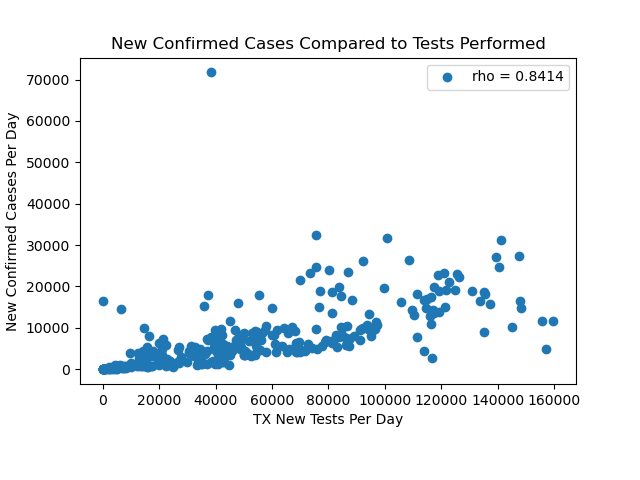 New Confirmed Cases Compared to Tests Performed
rho = 0.8414
New Confirmed Caeses Per Day
70000
60000
50000
40000
30000
20000
10000
0
0 20000 40000 60000 80000 100000 120000 140000 160000
TX New Tests Per Day